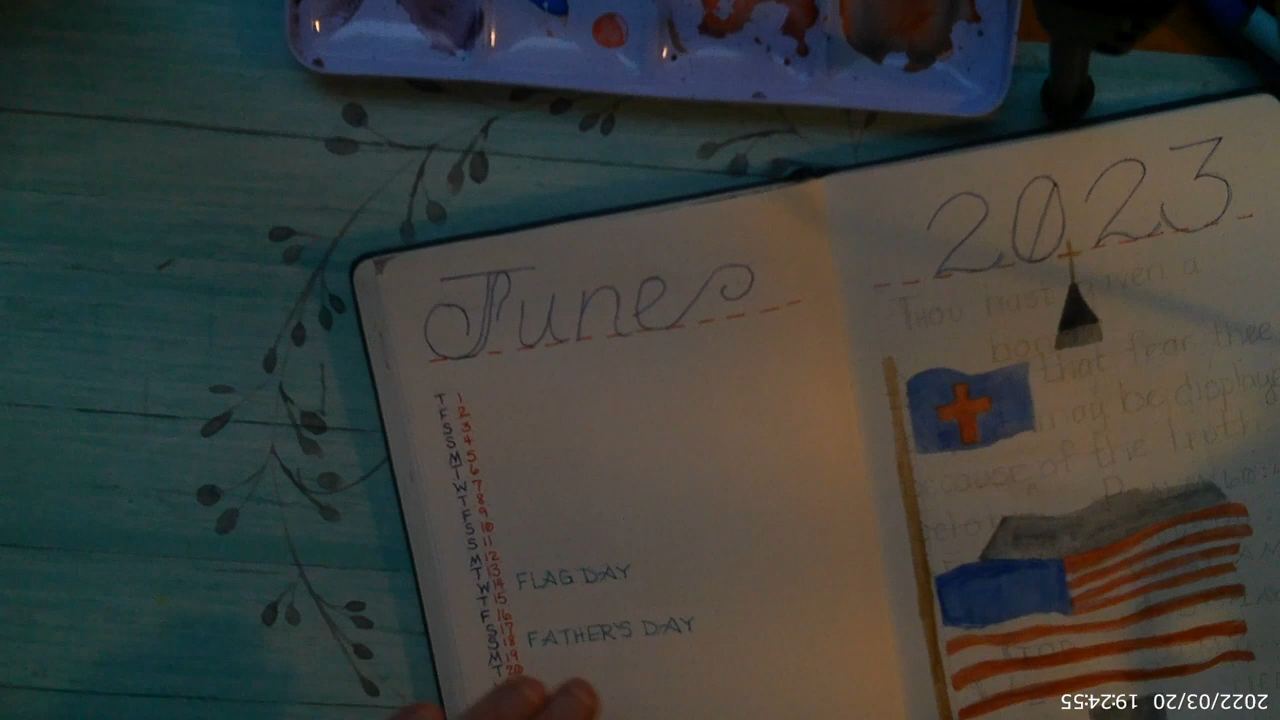 June
2023
T 1
F 2
S 3
S 4
M 5
T 6
W 7
T 8
F 9
S 10
S 11
M 12
T 13
W 14 FLAG DAY
T 15
F 16
S 17
S 18 FATHER'S DAY
M 19
T 20
Thou hast given a
that fear thee
may be displaye
of the truth
2022/03/20 19:24:55